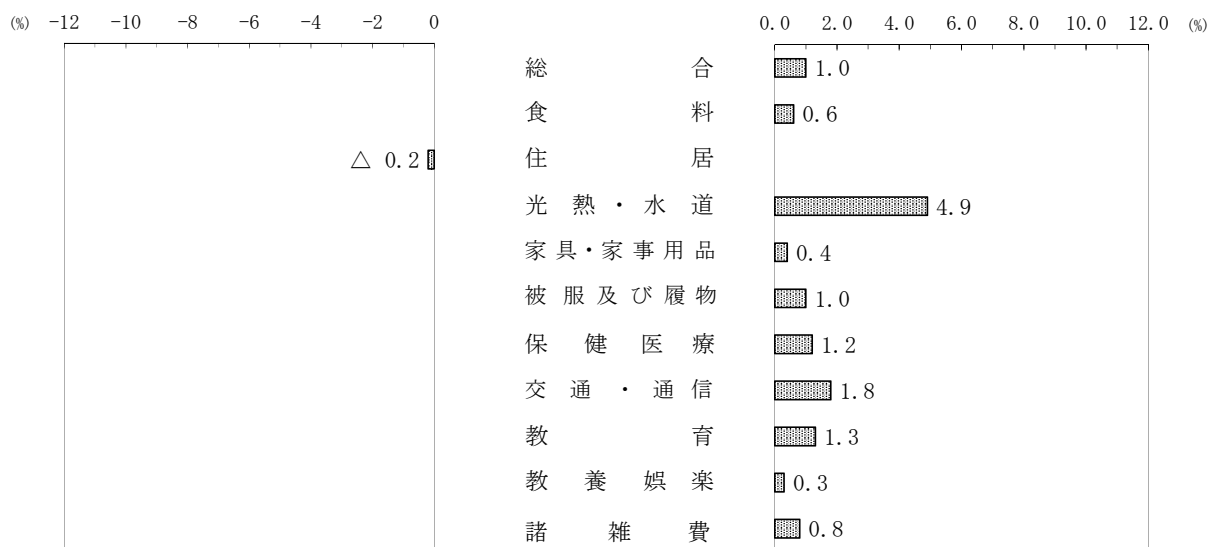 (%) -12 -10 -8 -6 -4 -2 0 0.0 2.0 4.0 6.0 8.0 10.0 12.0 (%)
総合 1.0
食料 0.6
△ 0.2 住居
光熱・水道 4.9
家具・家事用品 0.4
被服及び履物 1.0
保健医療 1.2
交通・通信 1.8
教育 1.3
教養娯楽 0.3
諸雑費 0.8